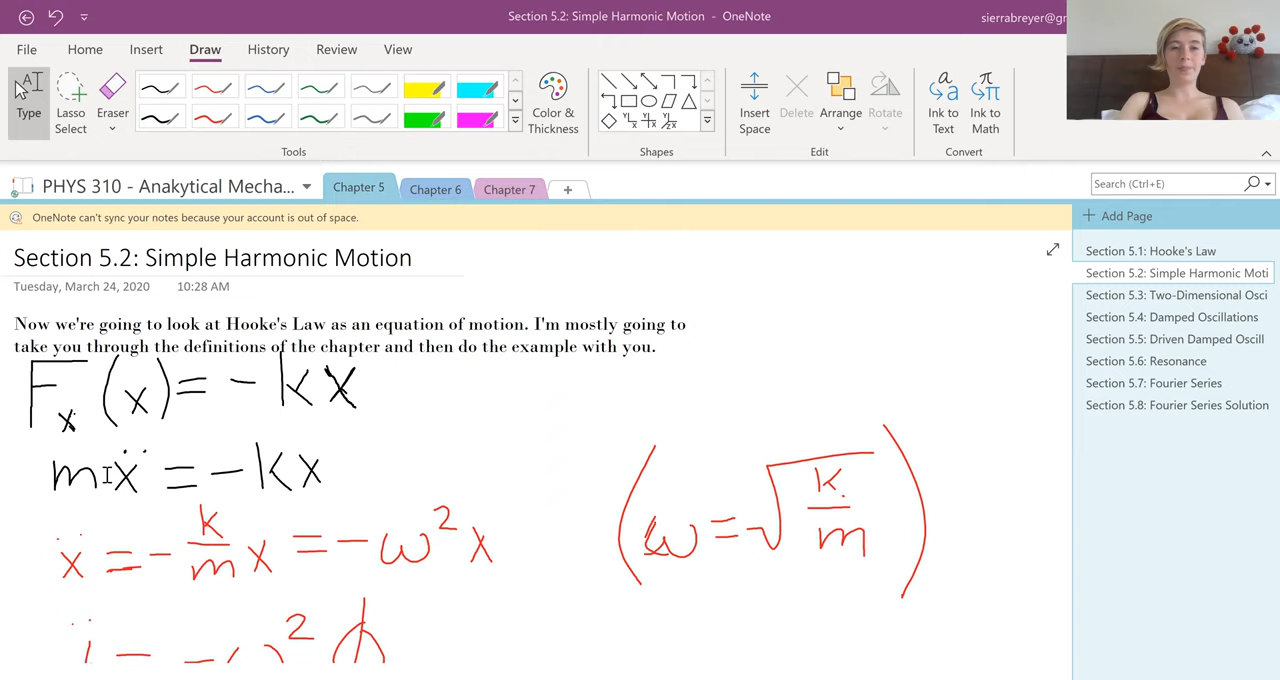 Section 5.2: Simple Harmonic Motion - OneNote
sierrabreyer@gr
File Home Insert Draw History Review View
Type
Lasso Select
Eraser
Color & Thickness
Insert Space
Delete
Arrange
Rotate
Ink to Text
Ink to Math
Tools
Shapes
Edit
Convert
PHYS 310 - Anakytical Mecha...
Chapter 5
Chapter 6
Chapter 7
Search (Ctrl+E)
OneNote can't sync your notes because your account is out of space.
Add Page
Section 5.1: Hooke's Law
Section 5.2: Simple Harmonic Moti
Section 5.3: Two-Dimensional Osci
Section 5.4: Damped Oscillations
Section 5.5: Driven Damped Oscill
Section 5.6: Resonance
Section 5.7: Fourier Series
Section 5.8: Fourier Series Solution
Section 5.2: Simple Harmonic Motion
Tuesday, March 24, 2020 10:28 AM
Now we're going to look at Hooke's Law as an equation of motion. I'm mostly going to
take you through the definitions of the chapter and then do the example with you.
Fₓ(x) = -kx
mẍ = -kx
ẍ = -k/m x = -ω²x
(ω = √(k/m))